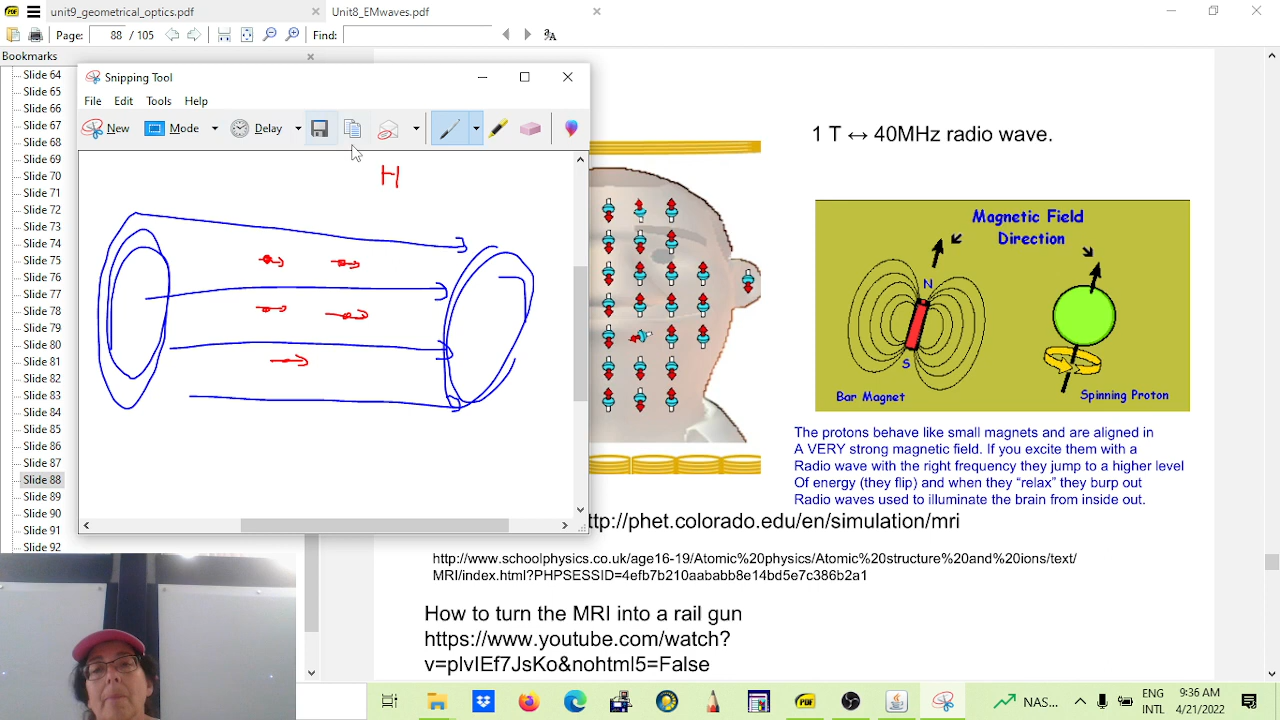 unit9_geometrical_optics.pdf
Unit8_EMwaves.pdf
Page:
88 / 105
Find:
Bookmarks
Slide 64
Slide 65
Slide 66
Slide 67
Slide 68
Slide 69
Slide 70
Slide 71
Slide 72
Slide 73
Slide 74
Slide 75
Slide 76
Slide 77
Slide 78
Slide 79
Slide 80
Slide 81
Slide 82
Slide 83
Slide 84
Slide 85
Slide 86
Slide 87
Slide 88
Slide 89
Slide 90
Slide 91
Slide 92
Snipping Tool
File Edit Tools Help
New Mode Delay
H
1 T ↔ 40MHz radio wave.
Magnetic Field
Direction
N
S
Bar Magnet
Spinning Proton
The protons behave like small magnets and are aligned in
A VERY strong magnetic field. If you excite them with a
Radio wave with the right frequency they jump to a higher level
Of energy (they flip) and when they “relax” they burp out
Radio waves used to illuminate the brain from inside out.
ttp://phet.colorado.edu/en/simulation/mri
http://www.schoolphysics.co.uk/age16-19/Atomic%20physics/Atomic%20structure%20and%20ions/text/
MRI/index.html?PHPSESSID=4efb7b210aababb8e14bd5e7c386b2a1
How to turn the MRI into a rail gun
https://www.youtube.com/watch?
v=plvIEf7JsKo&nohtml5=False
NAS...
ENG
INTL
9:36 AM
4/21/2022